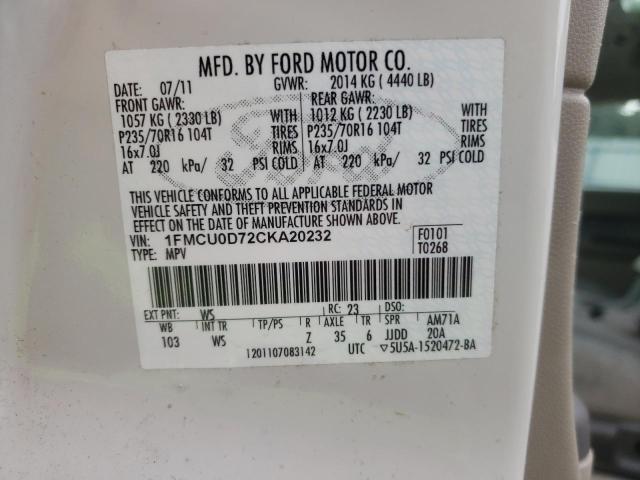 MFD. BY FORD MOTOR CO.
DATE: 07/11 GVWR: 2014 KG (4440 LB)
FRONT GAWR: REAR GAWR:
1057 KG (2330 LB) WITH 1012 KG (2230 LB) WITH
P235/70R16 104T TIRES P235/70R16 104T TIRES
16x7.0J RIMS 16x7.0J RIMS
AT 220 kPa/ 32 PSI COLD AT 220 kPa/ 32 PSI COLD
Ford
THIS VEHICLE CONFORMS TO ALL APPLICABLE FEDERAL MOTOR
VEHICLE SAFETY AND THEFT PREVENTION STANDARDS IN
EFFECT ON THE DATE OF MANUFACTURE SHOWN ABOVE.
VIN: 1FMCU0D72CKA20232 F0101
TYPE: MPV T0268
EXT PNT: WS RC: 23 DSO:
WB INT TR TP/PS R AXLE TR SPR AM71A
103 WS Z 35 6 JJDD 20A
1201107083142 UTC ▽5U5A-1520472-BA